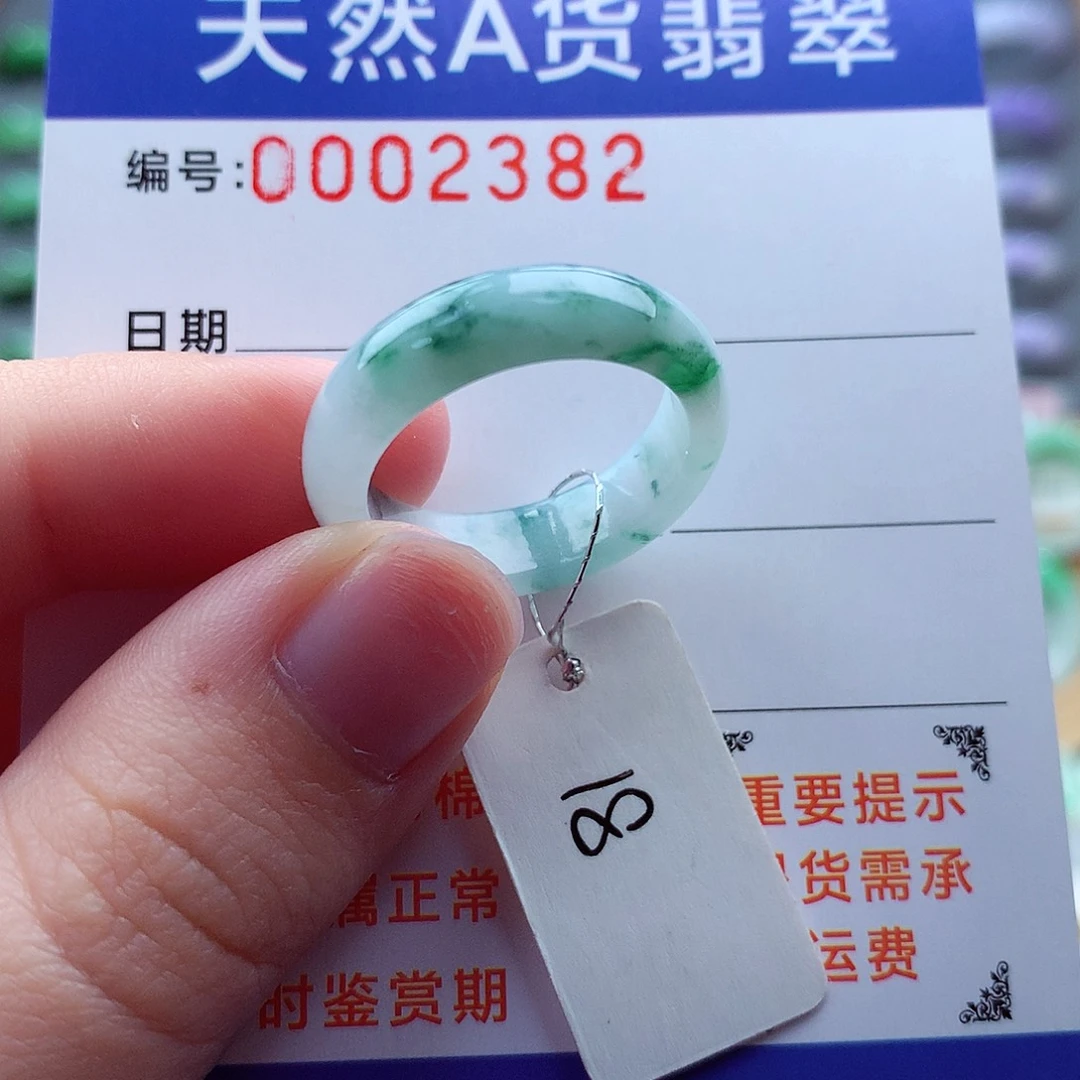 天然A货翡翠
编号:0002382
日期
18
棉
属正常
时鉴赏期
重要提示
货需承
运费